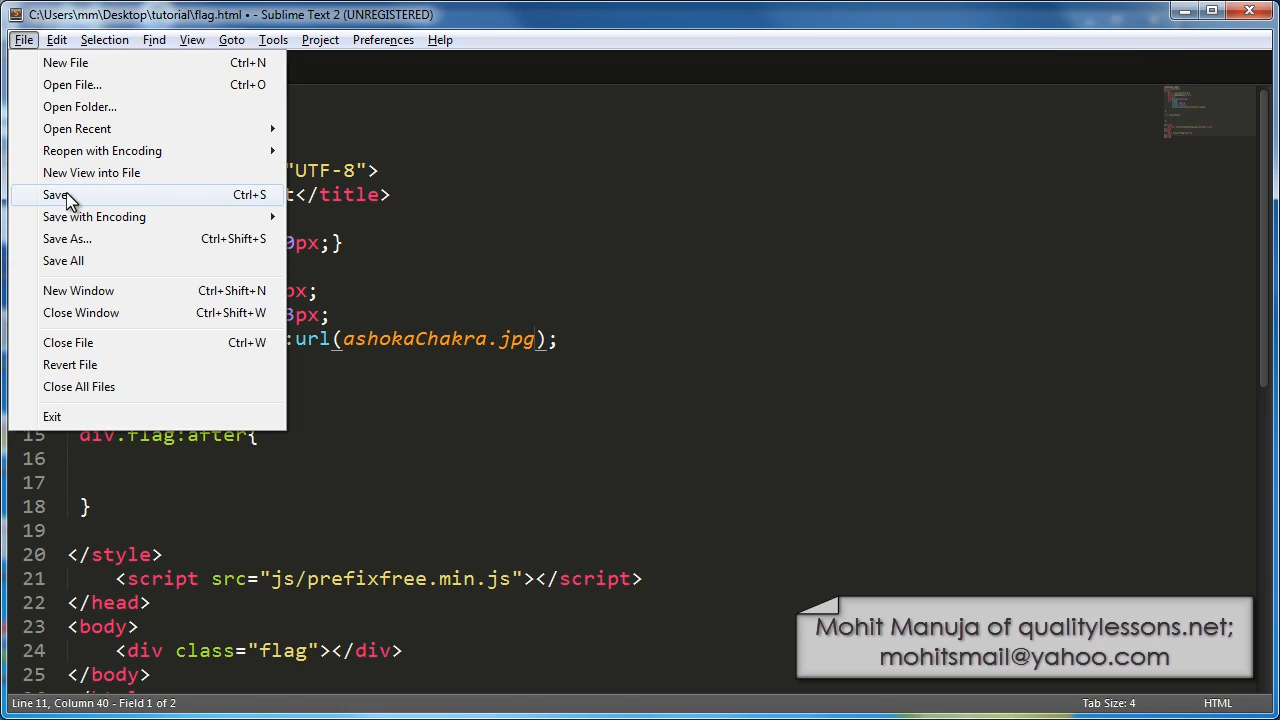 C:\Users\mm\Desktop\tutorial\flag.html • - Sublime Text 2 (UNREGISTERED)
File Edit Selection Find View Goto Tools Project Preferences Help
New File Ctrl+N
Open File... Ctrl+O
Open Folder...
Open Recent
Reopen with Encoding
New View into File
Save Ctrl+S
Save with Encoding
Save As... Ctrl+Shift+S
Save All
New Window Ctrl+Shift+N
Close Window Ctrl+Shift+W
Close File Ctrl+W
Revert File
Close All Files
Exit
"UTF-8">
t</title>
0px;}
px;
3px;
:url(ashokaChakra.jpg);
15 div.flag:after{
16
17
18 }
19
20 </style>
21 <script src="js/prefixfree.min.js"></script>
22 </head>
23 <body>
24 <div class="flag"></div>
25 </body>
Mohit Manuja of qualitylessons.net;
mohitsmail@yahoo.com
Line 11, Column 40 - Field 1 of 2 Tab Size: 4 HTML